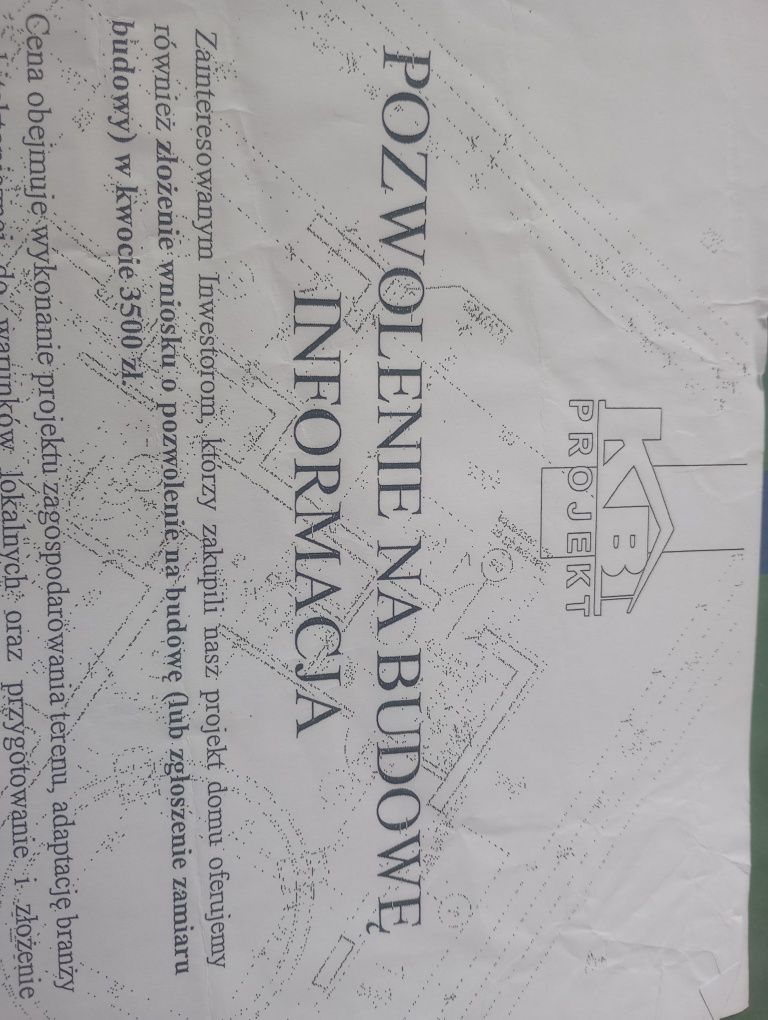 KBI
PROJEKT
POZWOLENIE NA BUDOWĘ
INFORMACJA
Zainteresowanym Inwestorom, którzy zakupili nasz projekt domu oferujemy
również złożenie wniosku o pozwolenie na budowę (lub zgłoszenie zamiaru
budowy) w kwocie 3500 zł.
Cena obejmuje wykonanie projektu zagospodarowania terenu, adaptację branży
do warunków lokalnych oraz przygotowanie i złożenie